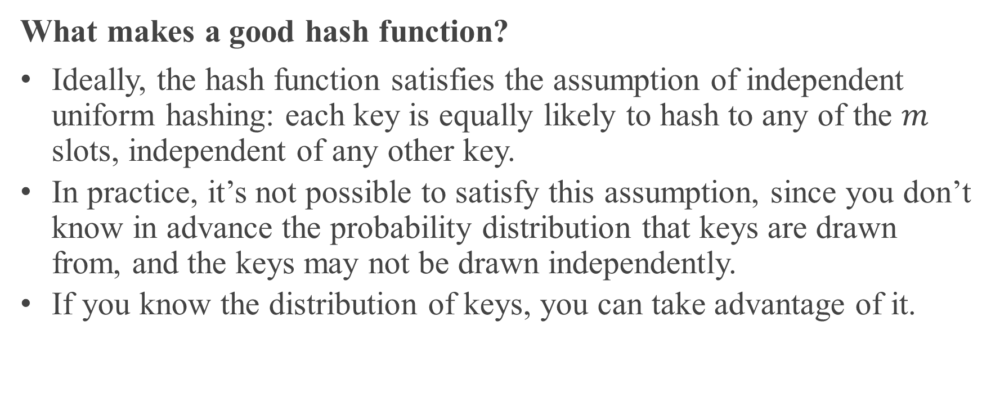 What makes a good hash function?
• Ideally, the hash function satisfies the assumption of independent
uniform hashing: each key is equally likely to hash to any of the m
slots, independent of any other key.
• In practice, it’s not possible to satisfy this assumption, since you don’t
know in advance the probability distribution that keys are drawn
from, and the keys may not be drawn independently.
• If you know the distribution of keys, you can take advantage of it.